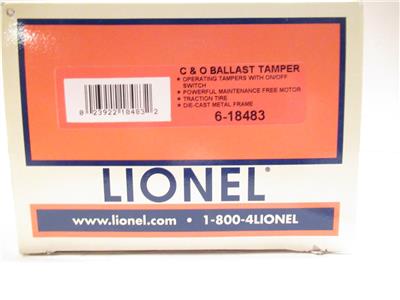 C & O BALLAST TAMPER
• OPERATING TAMPERS WITH ON/OFF
SWITCH
• POWERFUL MAINTENANCE FREE MOTOR
• TRACTION TIRE
• DIE-CAST METAL FRAME
6-18483
0 23922 18483 2
LIONEL®
www.lionel.com • 1-800-4LIONEL